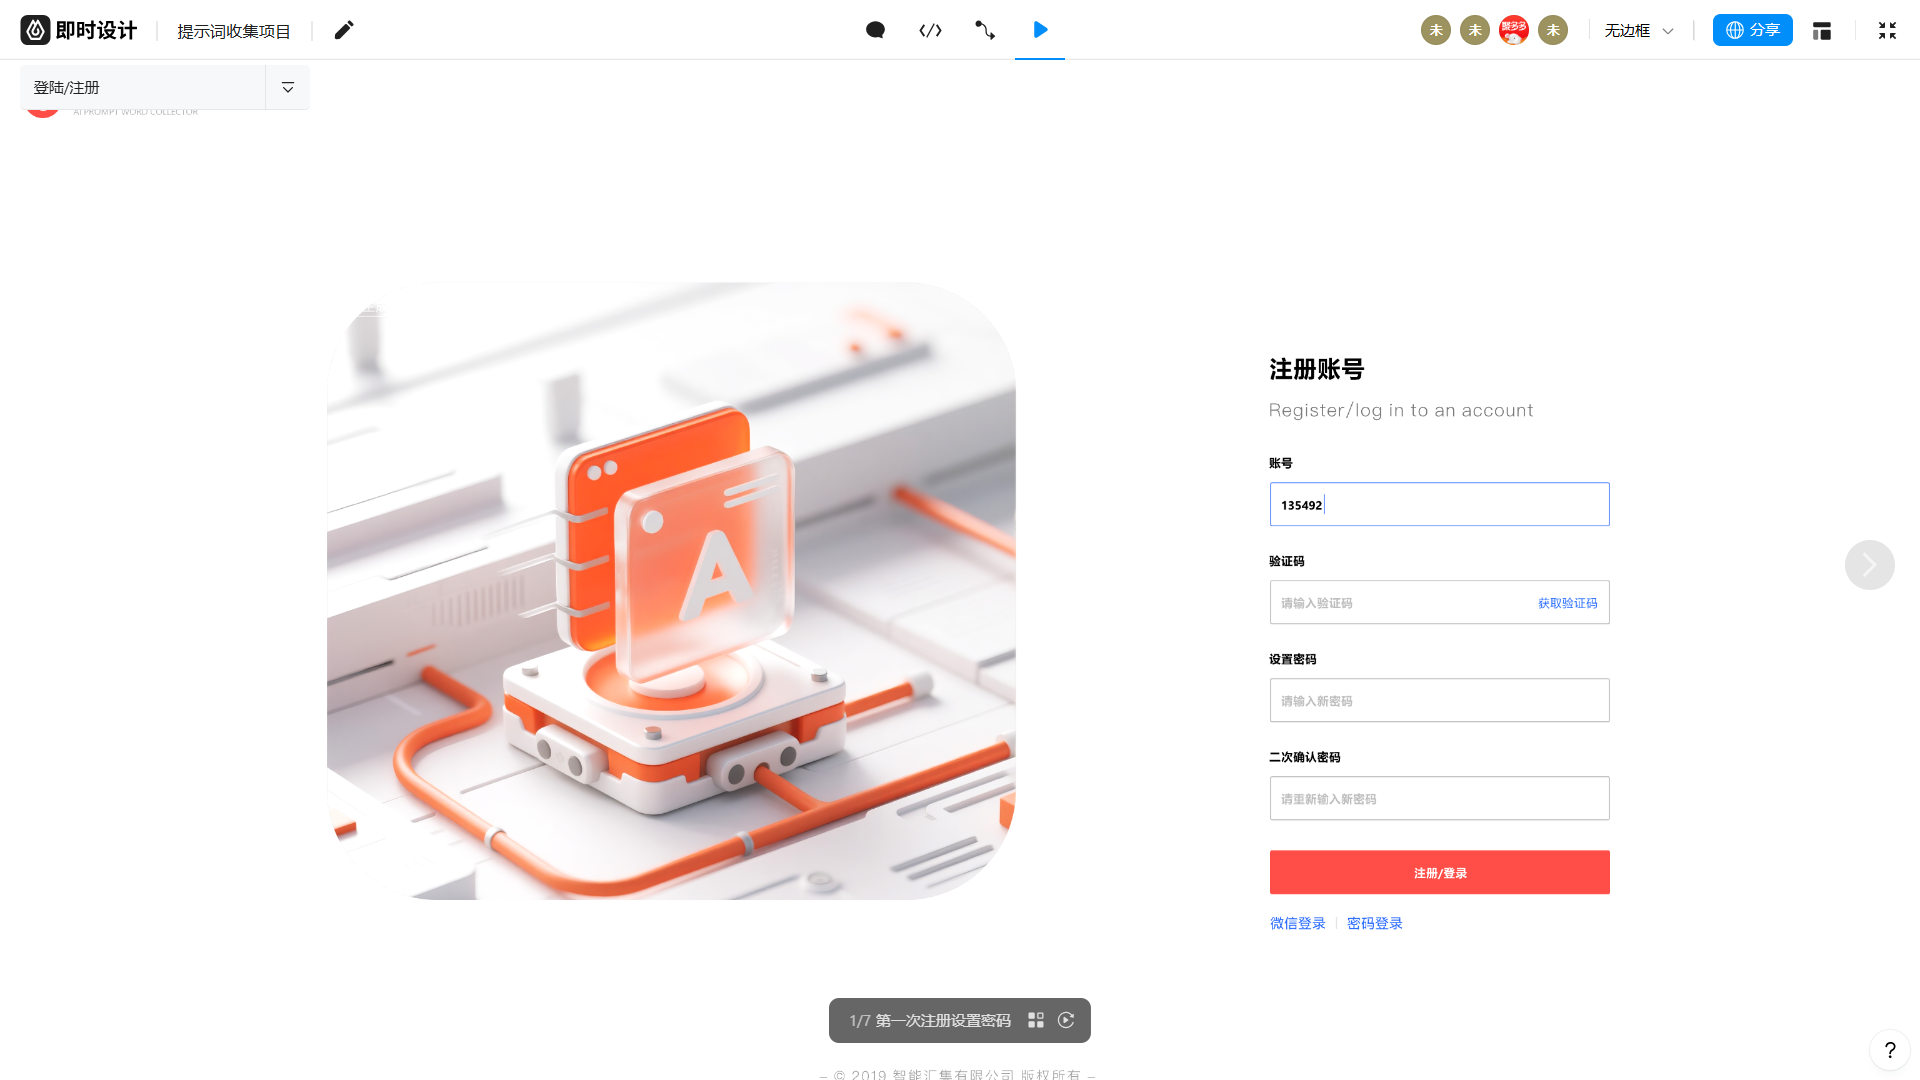 即时设计
提示词收集项目
未
未
聚多多
未
无边框
分享
登陆/注册
AI PROMPT WORD COLLECTOR
A
注册账号
Register/log in to an account
账号
135492
验证码
请输入验证码
获取验证码
设置密码
请输入新密码
二次确认密码
请重新输入新密码
注册/登录
微信登录
密码登录
1/7 第一次注册设置密码
?
– © 2019 智能汇集有限公司 版权所有 –